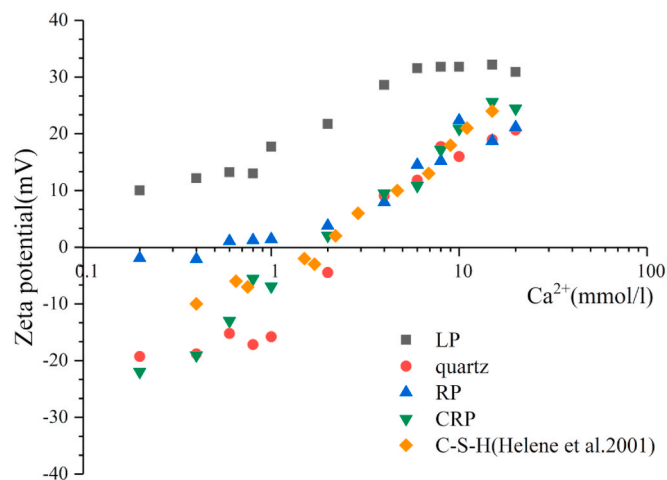 40
30
20
10
0
-10
-20
-30
-40
Zeta potential(mV)
0.1
1
10
100
Ca²⁺(mmol/l)
LP
quartz
RP
CRP
C-S-H(Helene et al.2001)